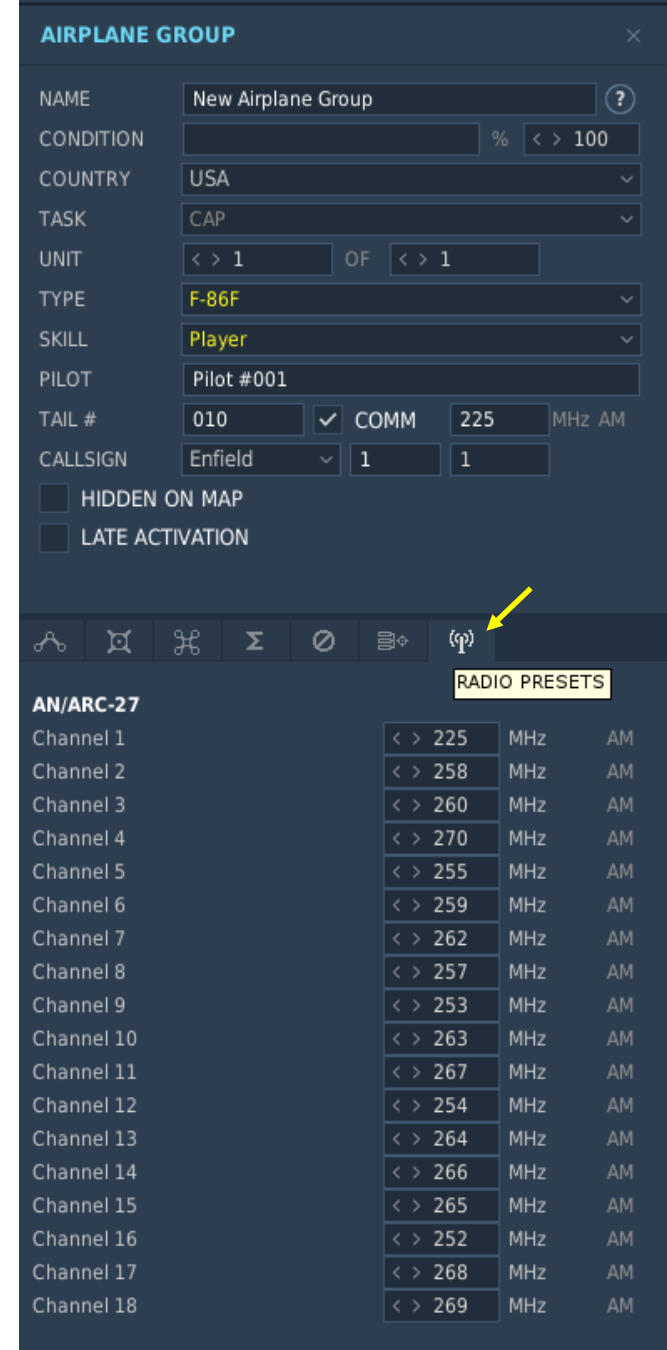 AIRPLANE GROUP ×
NAME New Airplane Group ?
CONDITION % < > 100
COUNTRY USA
TASK CAP
UNIT < > 1 OF < > 1
TYPE F-86F
SKILL Player
PILOT Pilot #001
TAIL # 010 ✓ COMM 225 MHz AM
CALLSIGN Enfield 1 1
HIDDEN ON MAP
LATE ACTIVATION
Σ
RADIO PRESETS
AN/ARC-27
Channel 1 < > 225 MHz AM
Channel 2 < > 258 MHz AM
Channel 3 < > 260 MHz AM
Channel 4 < > 270 MHz AM
Channel 5 < > 255 MHz AM
Channel 6 < > 259 MHz AM
Channel 7 < > 262 MHz AM
Channel 8 < > 257 MHz AM
Channel 9 < > 253 MHz AM
Channel 10 < > 263 MHz AM
Channel 11 < > 267 MHz AM
Channel 12 < > 254 MHz AM
Channel 13 < > 264 MHz AM
Channel 14 < > 266 MHz AM
Channel 15 < > 265 MHz AM
Channel 16 < > 252 MHz AM
Channel 17 < > 268 MHz AM
Channel 18 < > 269 MHz AM